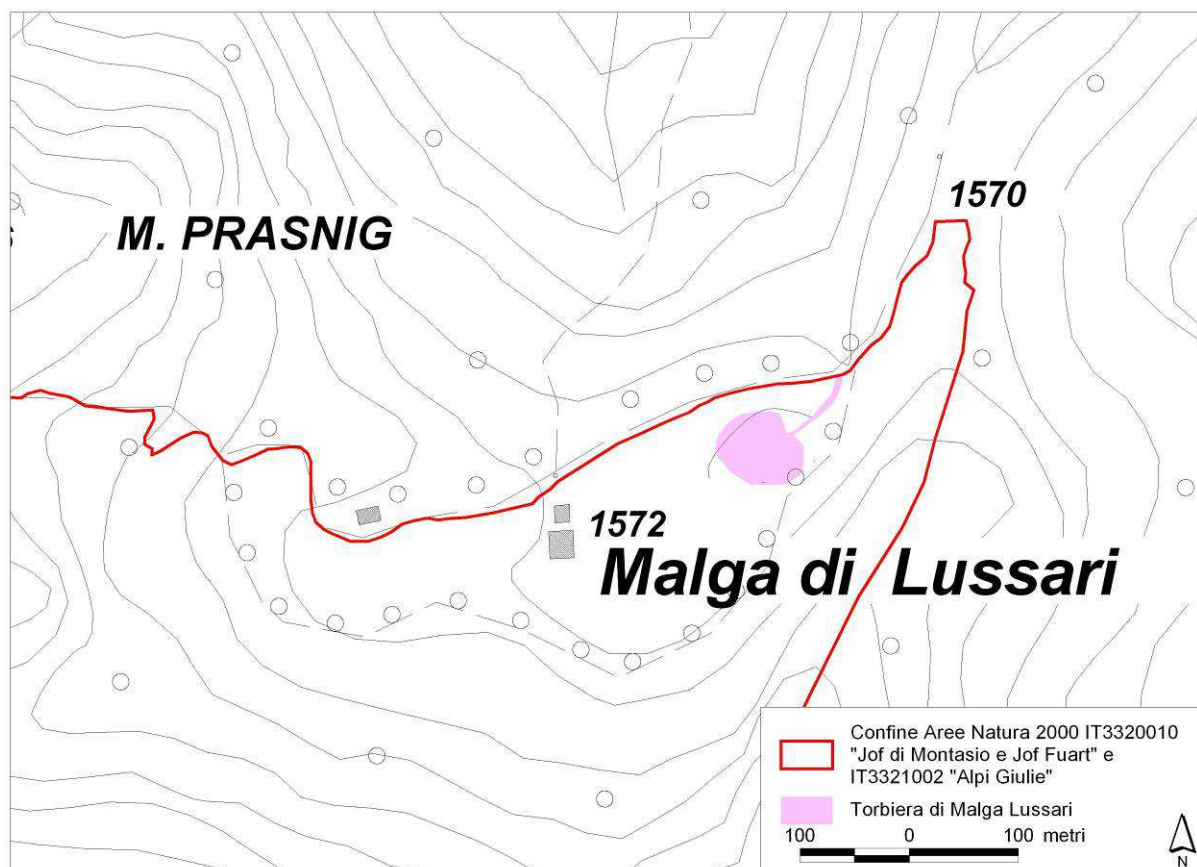 1570
M. PRASNIG
1572
Malga di Lussari
Confine Aree Natura 2000 IT3320010
"Jof di Montasio e Jof Fuart" e
IT3321002 "Alpi Giulie"
Torbiera di Malga Lussari
100 0 100 metri
N